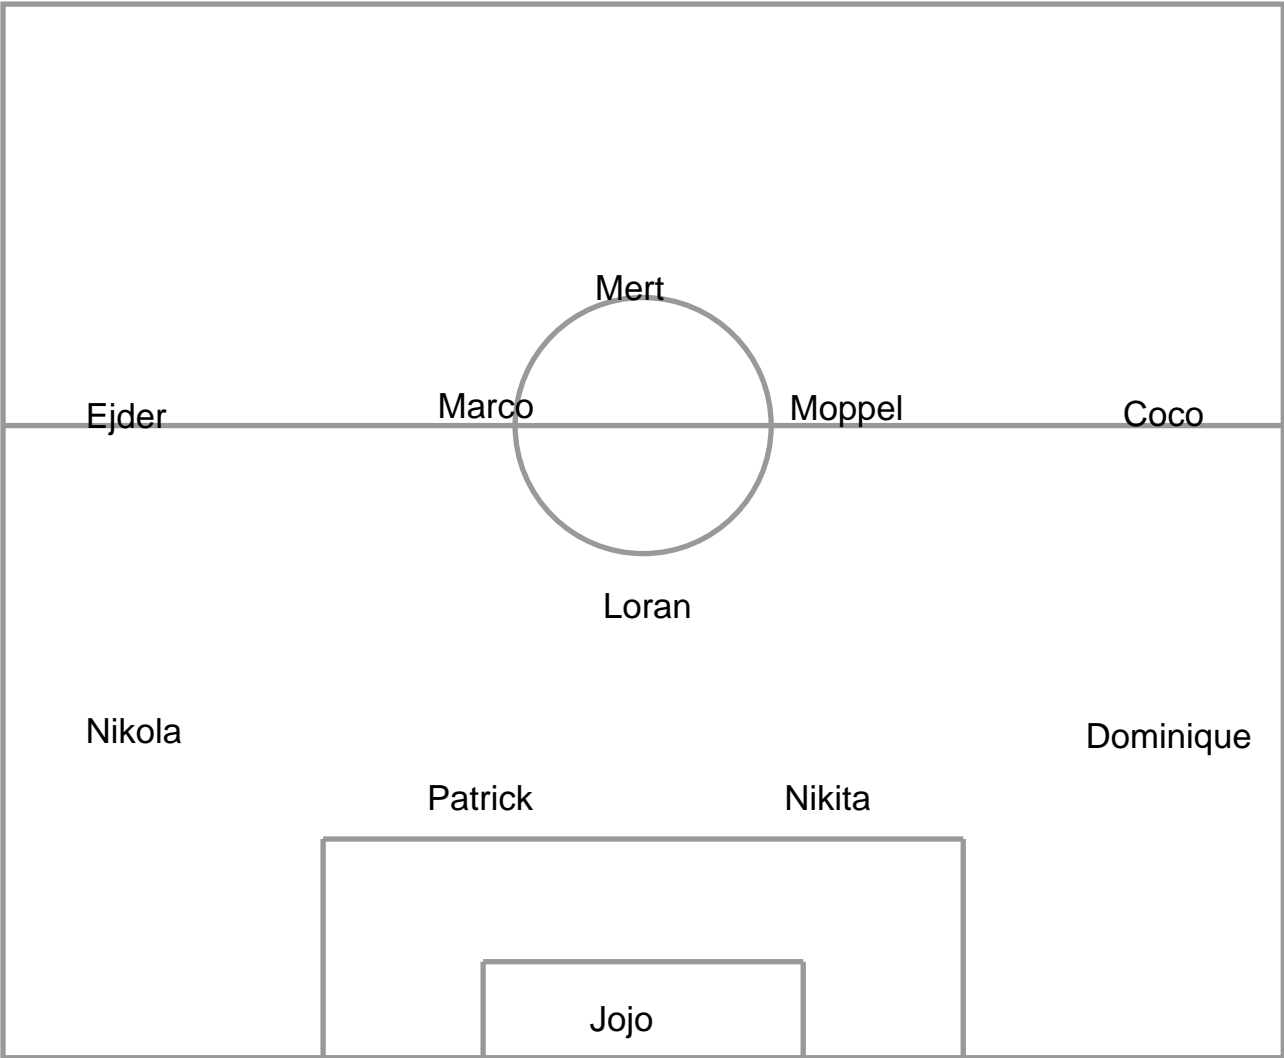 Mert
Ejder Marco Moppel Coco
Loran
Nikola Dominique
Patrick Nikita
Jojo